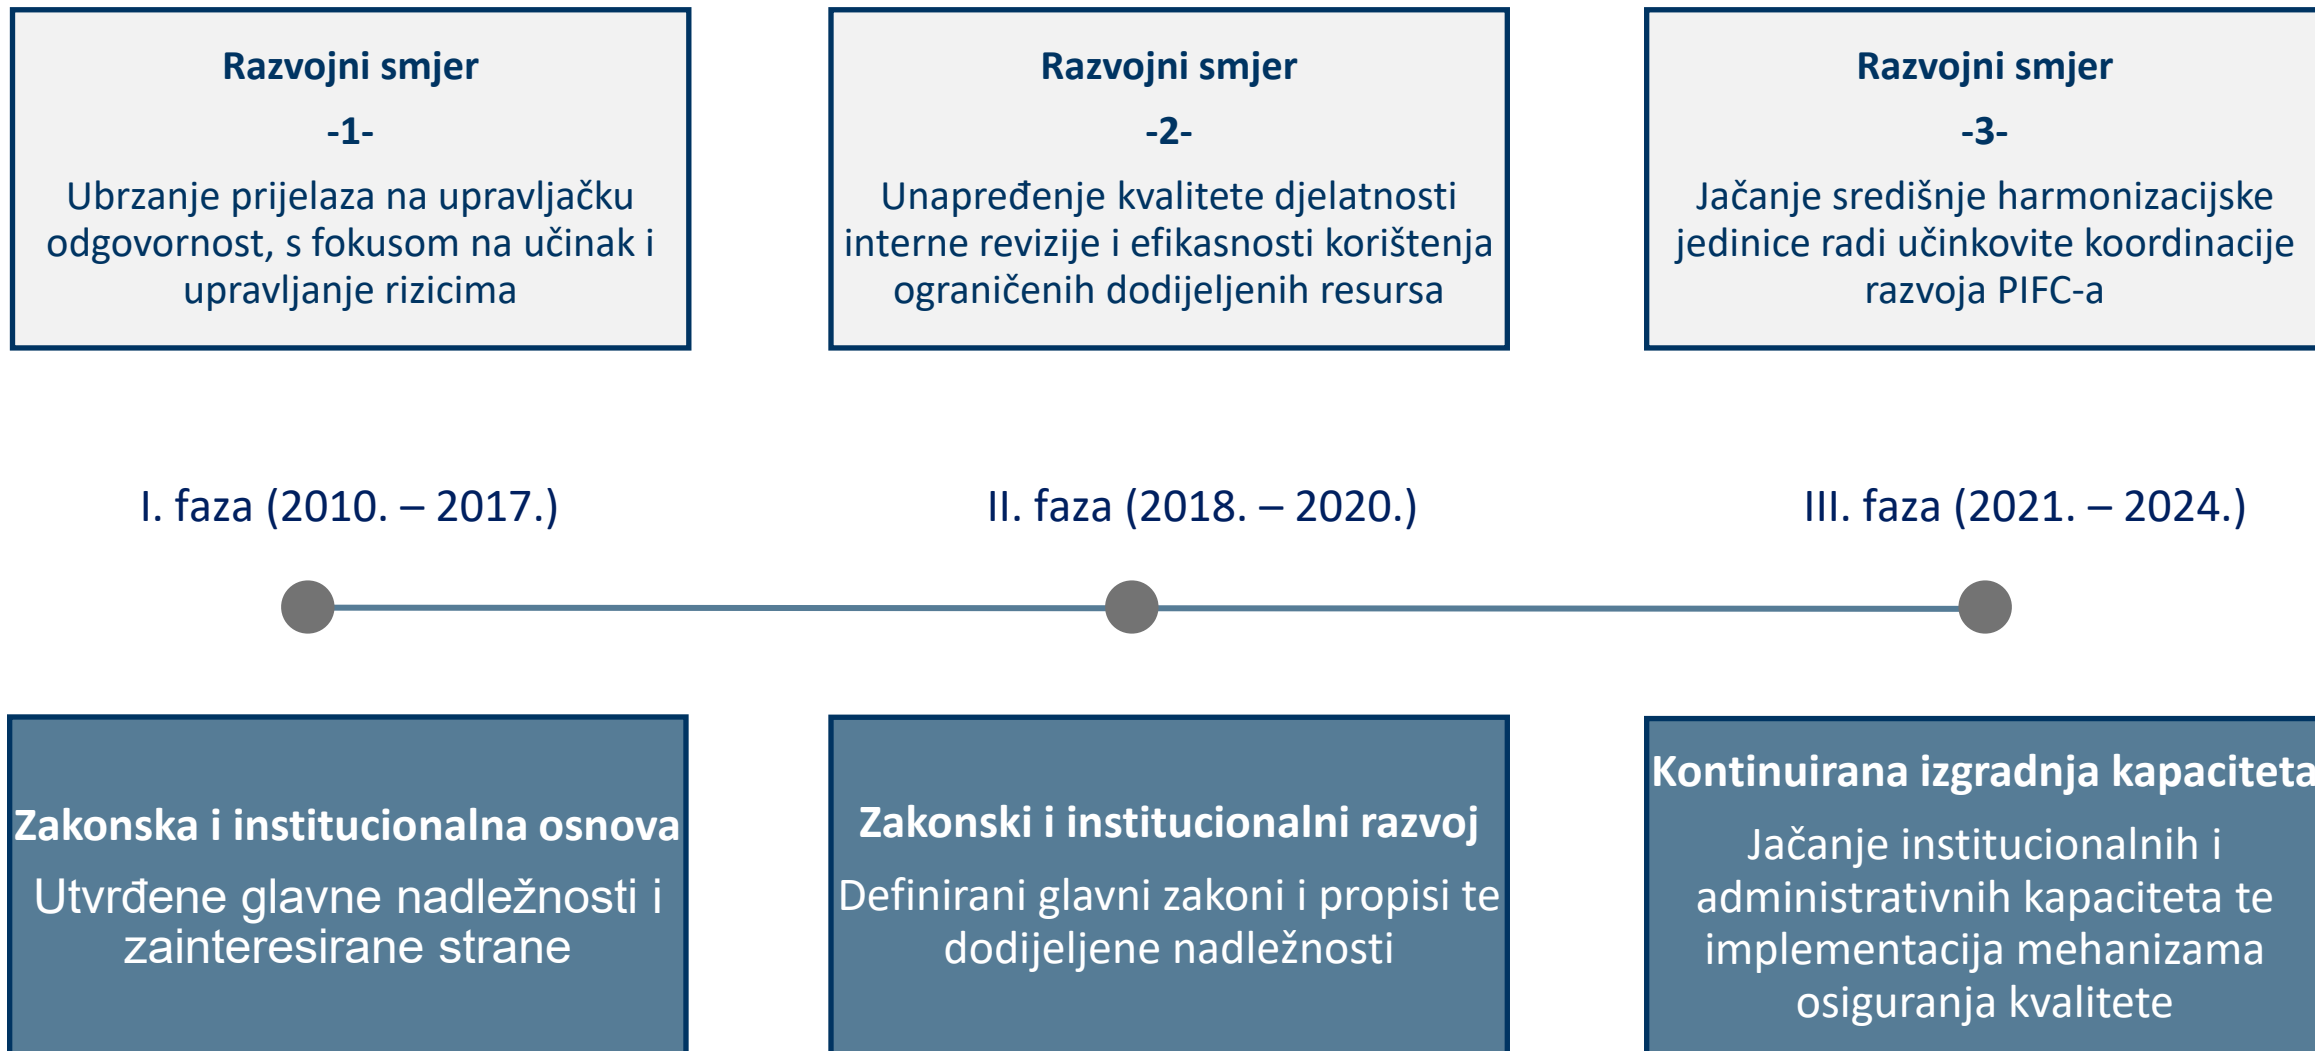 Razvojni smjer
-1-
Ubrzanje prijelaza na upravljačku
odgovornost, s fokusom na učinak i
upravljanje rizicima
Razvojni smjer
-2-
Unapređenje kvalitete djelatnosti
interne revizije i efikasnosti korištenja
ograničenih dodijeljenih resursa
Razvojni smjer
-3-
Jačanje središnje harmonizacijske
jedinice radi učinkovite koordinacije
razvoja PIFC-a
I. faza (2010. – 2017.)
II. faza (2018. – 2020.)
III. faza (2021. – 2024.)
Zakonska i institucionalna osnova
Utvrđene glavne nadležnosti i
zainteresirane strane
Zakonski i institucionalni razvoj
Definirani glavni zakoni i propisi te
dodijeljene nadležnosti
Kontinuirana izgradnja kapaciteta
Jačanje institucionalnih i
administrativnih kapaciteta te
implementacija mehanizama
osiguranja kvalitete